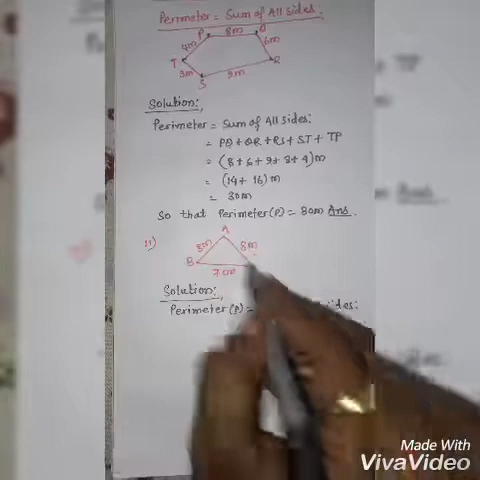 Perimeter = Sum of All sides.
P 8m Q
4m 6m
T R
3m S 9m
Solution:
Perimeter = Sum of All sides:
= PQ + QR + RS + ST + TP
= (8 + 6 + 9 + 3 + 4) m
= (14 + 16) m
= 30m
So that Perimeter (P) = 30m Ans.
ii)
A
8m
B
7cm
Solution:
Perimeter (P) = sides:
Made With
VivaVideo